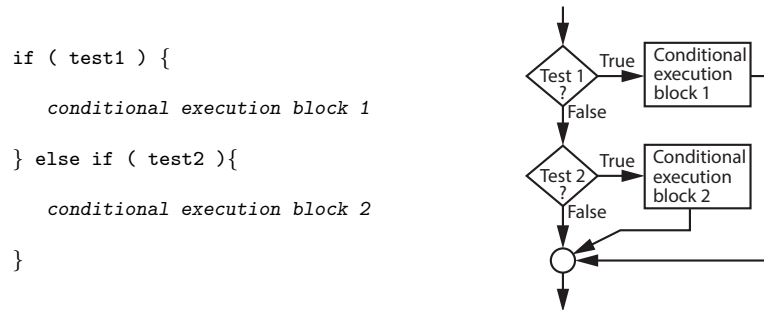 if ( test1 ) {
conditional execution block 1
} else if ( test2 ){
conditional execution block 2
}
Test 1
?
True
Conditional
execution
block 1
False
Test 2
?
True
Conditional
execution
block 2
False